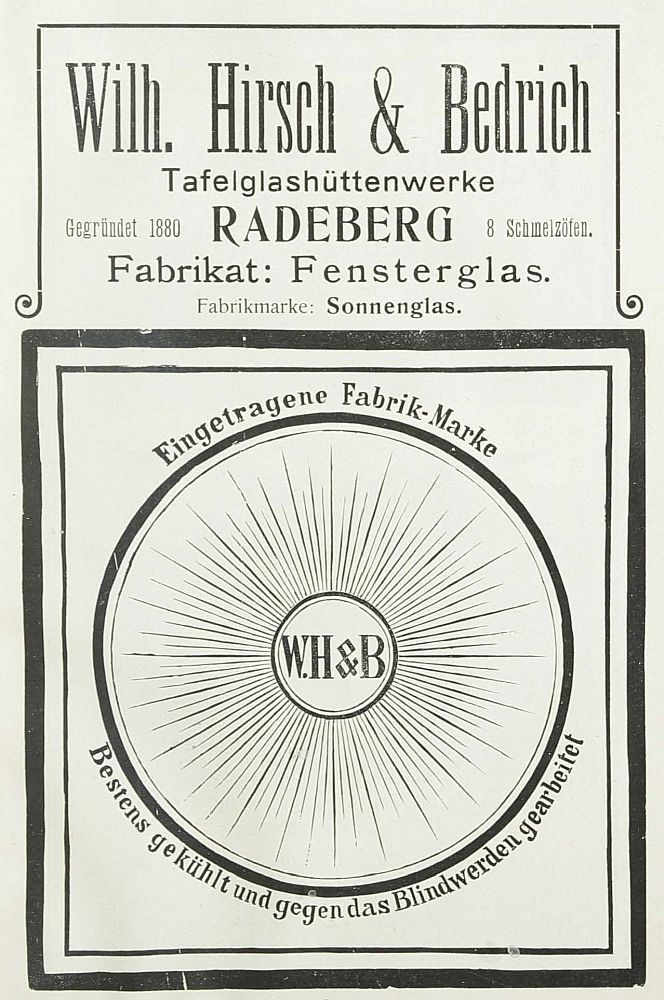 Wilh. Hirsch & Bedrich
Tafelglashüttenwerke
Gegründet 1880 RADEBERG 8 Schmelzöfen.
Fabrikat: Fensterglas.
Fabrikmarke: Sonnenglas.
Eingetragene Fabrik-Marke
W.H&B
Bestens gekühlt und gegen das Blindwerden gearbeitet